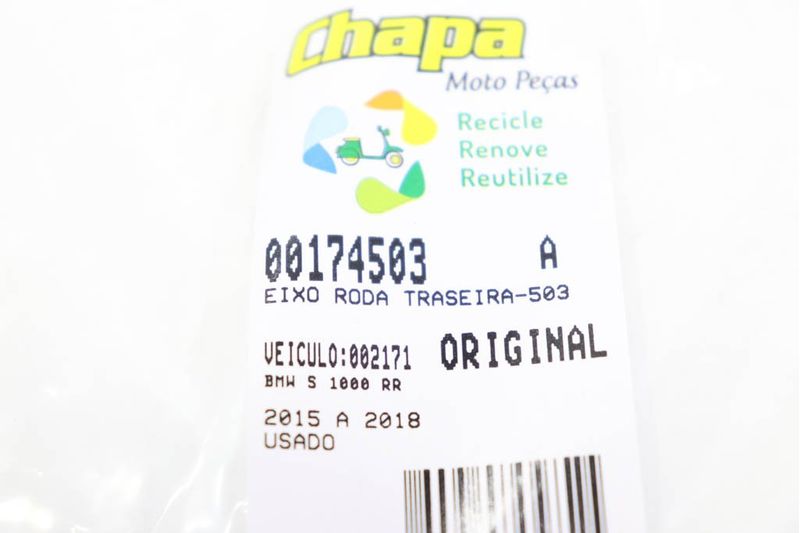 Chapa
Moto Peças
Recicle
Renove
Reutilize
00174503 A
EIXO RODA TRASEIRA-503
VEICULO:002171 ORIGINAL
BMW S 1000 RR
2015 A 2018
USADO